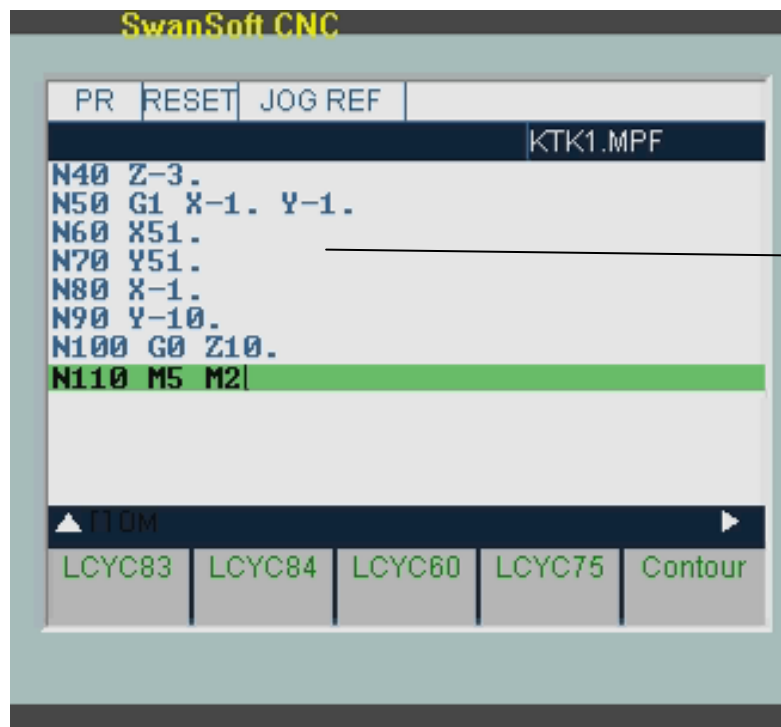 SwanSoft CNC
PR RESET JOG REF
KTK1.MPF
N40 Z-3.
N50 G1 X-1. Y-1.
N60 X51.
N70 Y51.
N80 X-1.
N90 Y-10.
N100 G0 Z10.
N110 M5 M2
LCYC83 LCYC84 LCYC60 LCYC75 Contour